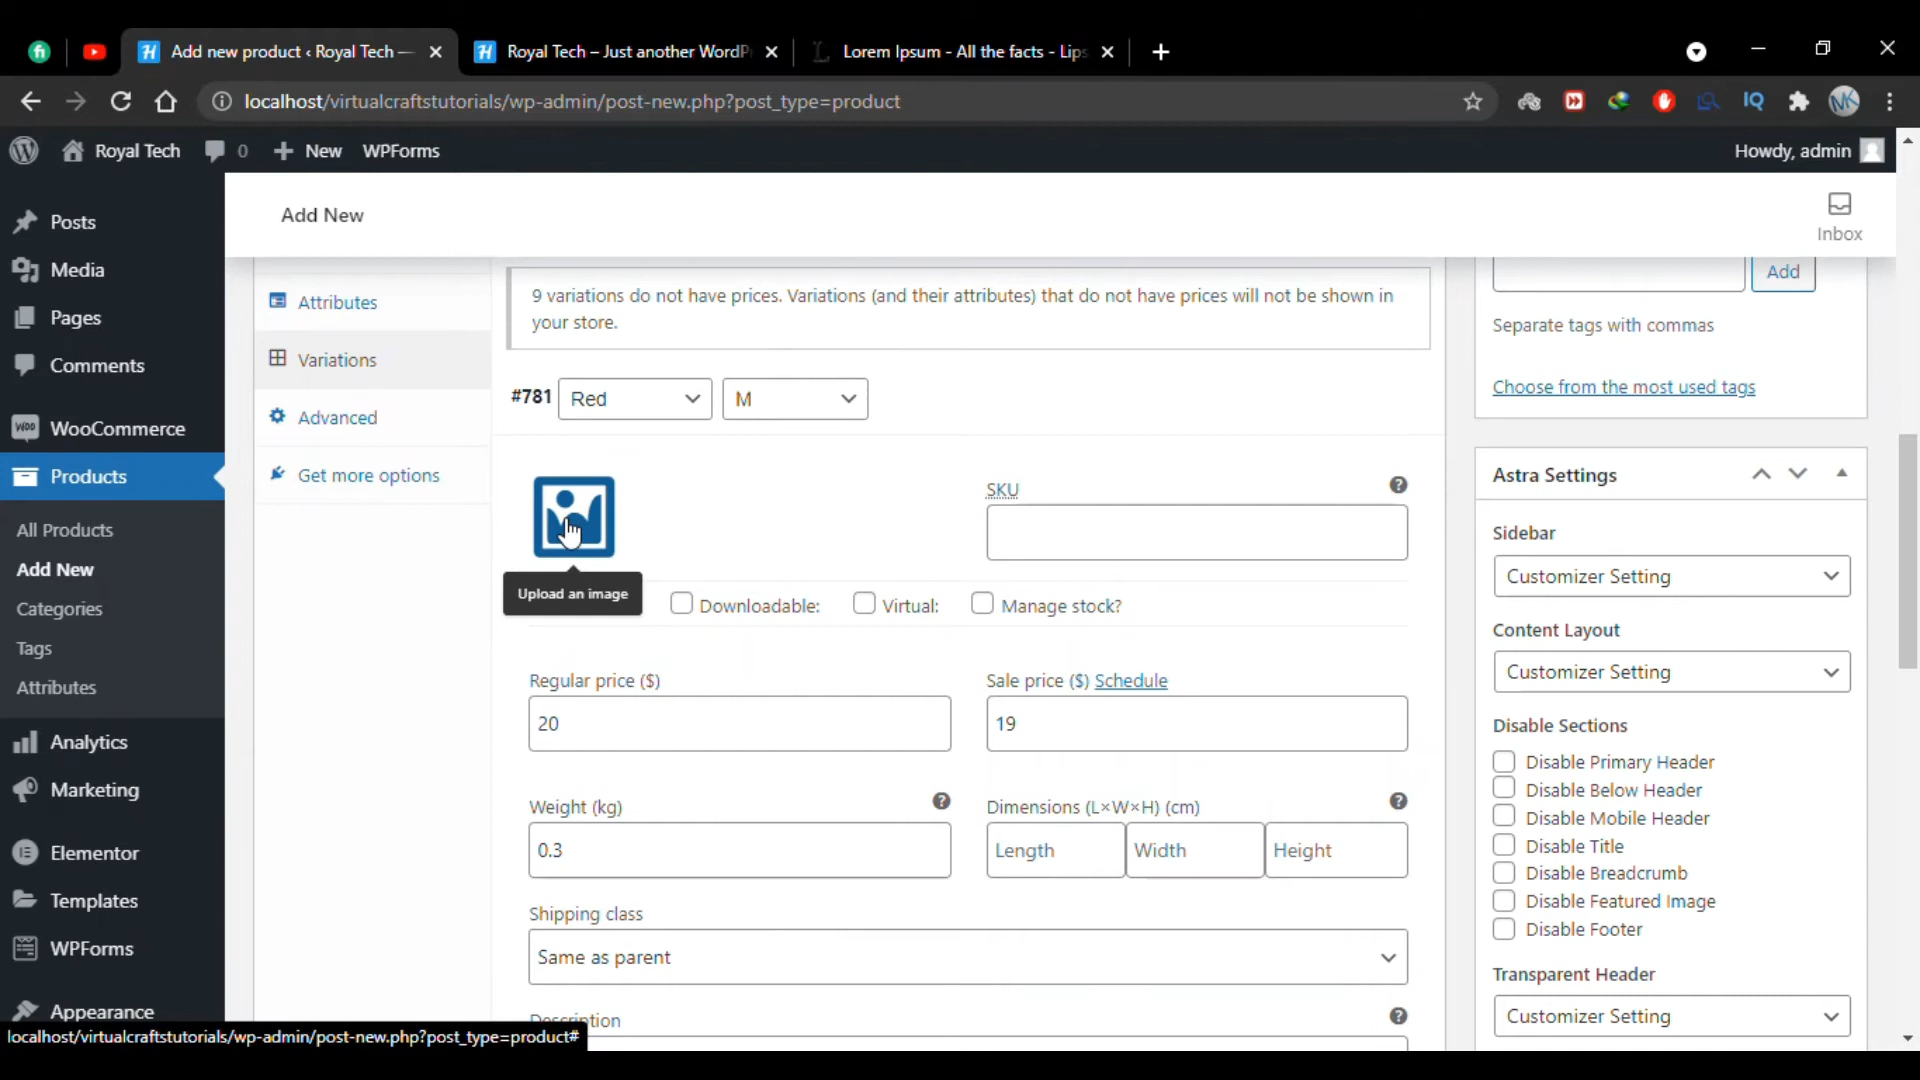 Add new product ‹ Royal Tech —
Royal Tech – Just another WordP
Lorem Ipsum - All the facts - Lips
localhost/virtualcraftstutorials/wp-admin/post-new.php?post_type=product
IQ
MK
Royal Tech
0
New
WPForms
Howdy, admin
Posts
Media
Pages
Comments
WooCommerce
Products
All Products
Add New
Categories
Tags
Attributes
Analytics
Marketing
Elementor
Templates
WPForms
Appearance
Add New
Inbox
Attributes
Variations
Advanced
Get more options
9 variations do not have prices. Variations (and their attributes) that do not have prices will not be shown in
your store.
#781 Red M
SKU
Upload an image
Downloadable: Virtual: Manage stock?
Regular price ($)
20
Sale price ($) Schedule
19
Weight (kg)
0.3
Dimensions (L×W×H) (cm)
Length Width Height
Shipping class
Same as parent
Description
Add
Separate tags with commas
Choose from the most used tags
Astra Settings
Sidebar
Customizer Setting
Content Layout
Customizer Setting
Disable Sections
Disable Primary Header
Disable Below Header
Disable Mobile Header
Disable Title
Disable Breadcrumb
Disable Featured Image
Disable Footer
Transparent Header
Customizer Setting
localhost/virtualcraftstutorials/wp-admin/post-new.php?post_type=product#